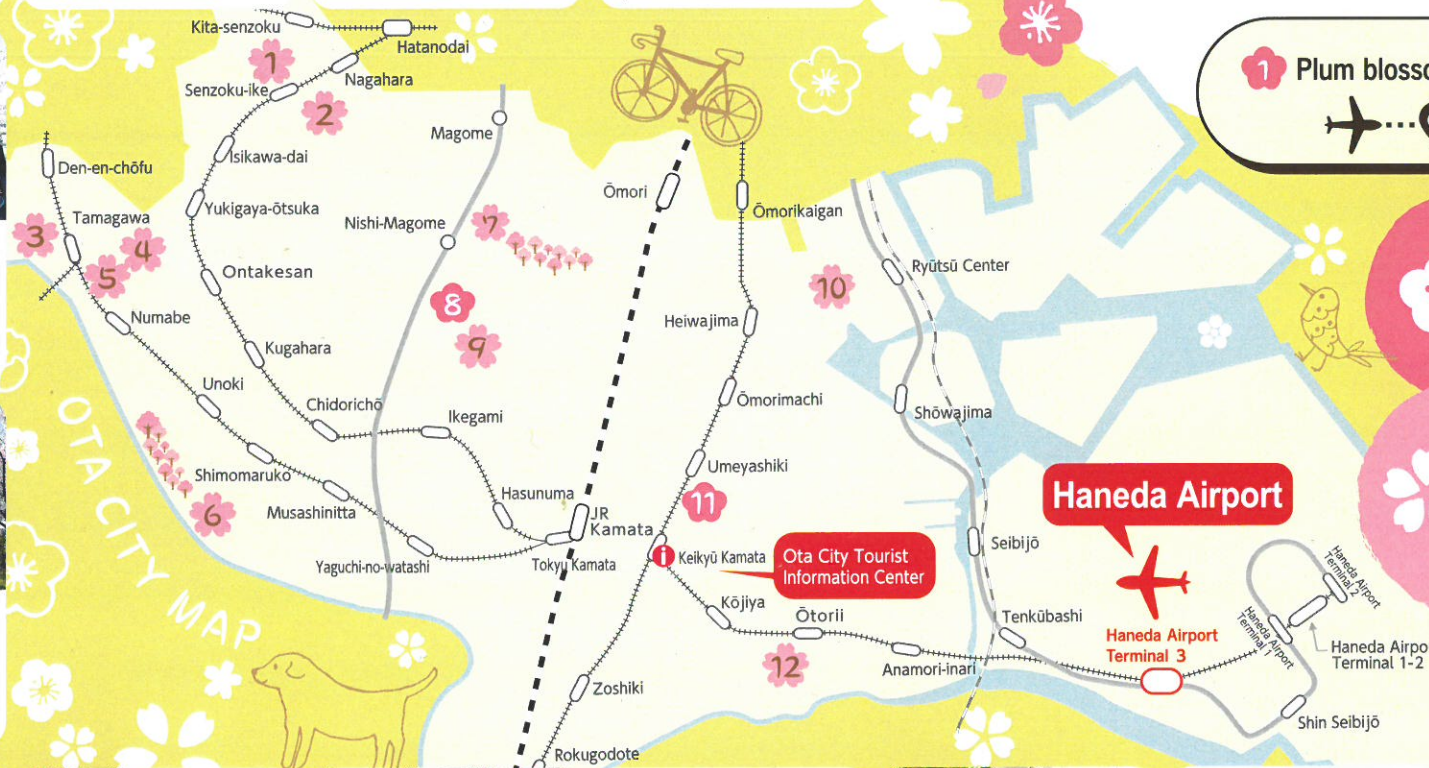 Kita-senzoku
Hatanodai
1
Nagahara
Senzoku-ike
2
Isikawa-dai
Den-en-chōfu
Yukigaya-ōtsuka
Tamagawa
3
4
5
Ontakesan
Numabe
Kugahara
Unoki
Chidorichō
Ikegami
Shimomaruko
6
Musashinitta
Hasunuma
Yaguchi-no-watashi
Tokyu Kamata
JR
Kamata
Magome
Nishi-Magome
7
8
9
Ōmori
Ōmorikaigan
10
Heiwajima
Ōmorimachi
Umeyashiki
11
i
Keikyū Kamata
Ota City Tourist
Information Center
Kōjiya
Ōtorii
12
Anamori-inari
Zoshiki
Rokugodote
Ryūtsū Center
Shōwajima
Seibijō
Tenkūbashi
Haneda Airport
Haneda Airport
Terminal 3
Haneda Airport
Terminal 1
Haneda Airport
Terminal 2
Haneda Airpo
Terminal 1-2
Shin Seibijō
1 Plum blosso
OTA CITY MAP